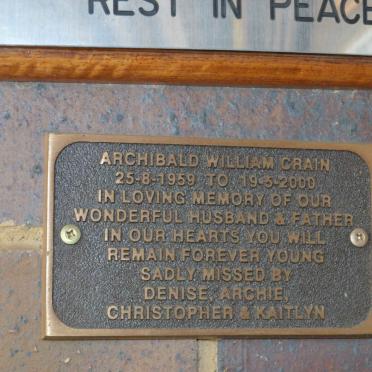 REST IN PEACE
ARCHIBALD WILLIAM CRAIN
25-8-1959 TO 19-5-2000
IN LOVING MEMORY OF OUR
WONDERFUL HUSBAND & FATHER
IN OUR HEARTS YOU WILL
REMAIN FOREVER YOUNG
SADLY MISSED BY
DENISE, ARCHIE,
CHRISTOPHER & KAITLYN